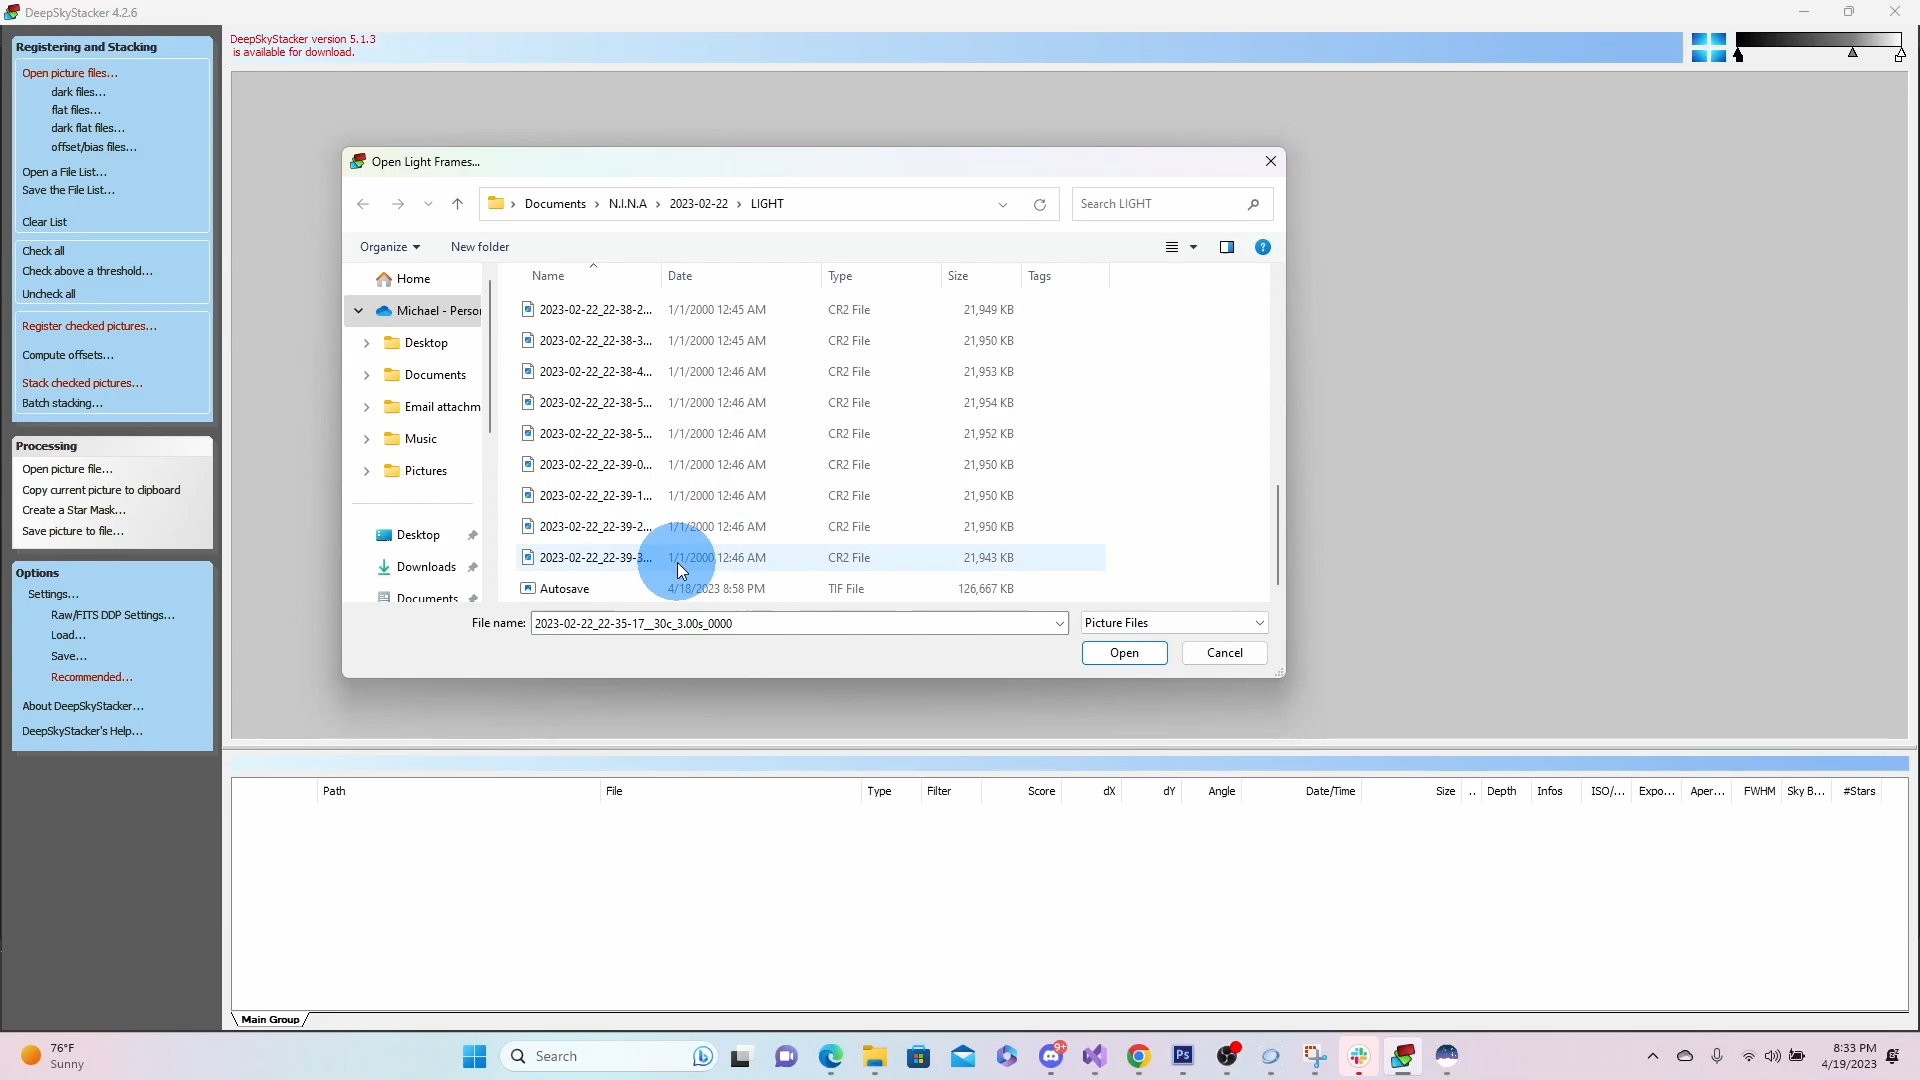 DeepSkyStacker 4.2.6
Registering and Stacking
Open picture files...
dark files...
flat files...
dark flat files...
offset/bias files...
Open a File List...
Save the File List...
Clear List
Check all
Check above a threshold...
Uncheck all
Register checked pictures...
Compute offsets...
Stack checked pictures...
Batch stacking...
Processing
Open picture file...
Copy current picture to clipboard
Create a Star Mask...
Save picture to file...
Options
Settings...
Raw/FITS DDP Settings...
Load...
Save...
Recommended...
About DeepSkyStacker...
DeepSkyStacker's Help...
DeepSkyStacker version 5.1.3
is available for download.
Open Light Frames...
Documents > N.I.N.A > 2023-02-22 > LIGHT
Search LIGHT
Organize New folder
Home
Michael - Perso
Desktop
Documents
Email attachm
Music
Pictures
Desktop
Downloads
Documents
Name Date Type Size Tags
2023-02-22_22-38-2... 1/1/2000 12:45 AM CR2 File 21,949 KB
2023-02-22_22-38-3... 1/1/2000 12:45 AM CR2 File 21,950 KB
2023-02-22_22-38-4... 1/1/2000 12:46 AM CR2 File 21,953 KB
2023-02-22_22-38-5... 1/1/2000 12:46 AM CR2 File 21,954 KB
2023-02-22_22-38-5... 1/1/2000 12:46 AM CR2 File 21,952 KB
2023-02-22_22-39-0... 1/1/2000 12:46 AM CR2 File 21,950 KB
2023-02-22_22-39-1... 1/1/2000 12:46 AM CR2 File 21,950 KB
2023-02-22_22-39-2... 1/1/2000 12:46 AM CR2 File 21,950 KB
2023-02-22_22-39-3... 1/1/2000 12:46 AM CR2 File 21,943 KB
Autosave 4/18/2023 8:58 PM TIF File 126,667 KB
File name: 2023-02-22_22-35-17__30c_3.00s_0000 Picture Files
Open Cancel
Path File Type Filter Score dX dY Angle Date/Time Size .. Depth Infos ISO/... Expo... Aper... FWHM Sky B... #Stars
Main Group
76°F
Sunny
Search
9+
Ps
8:33 PM
4/19/2023